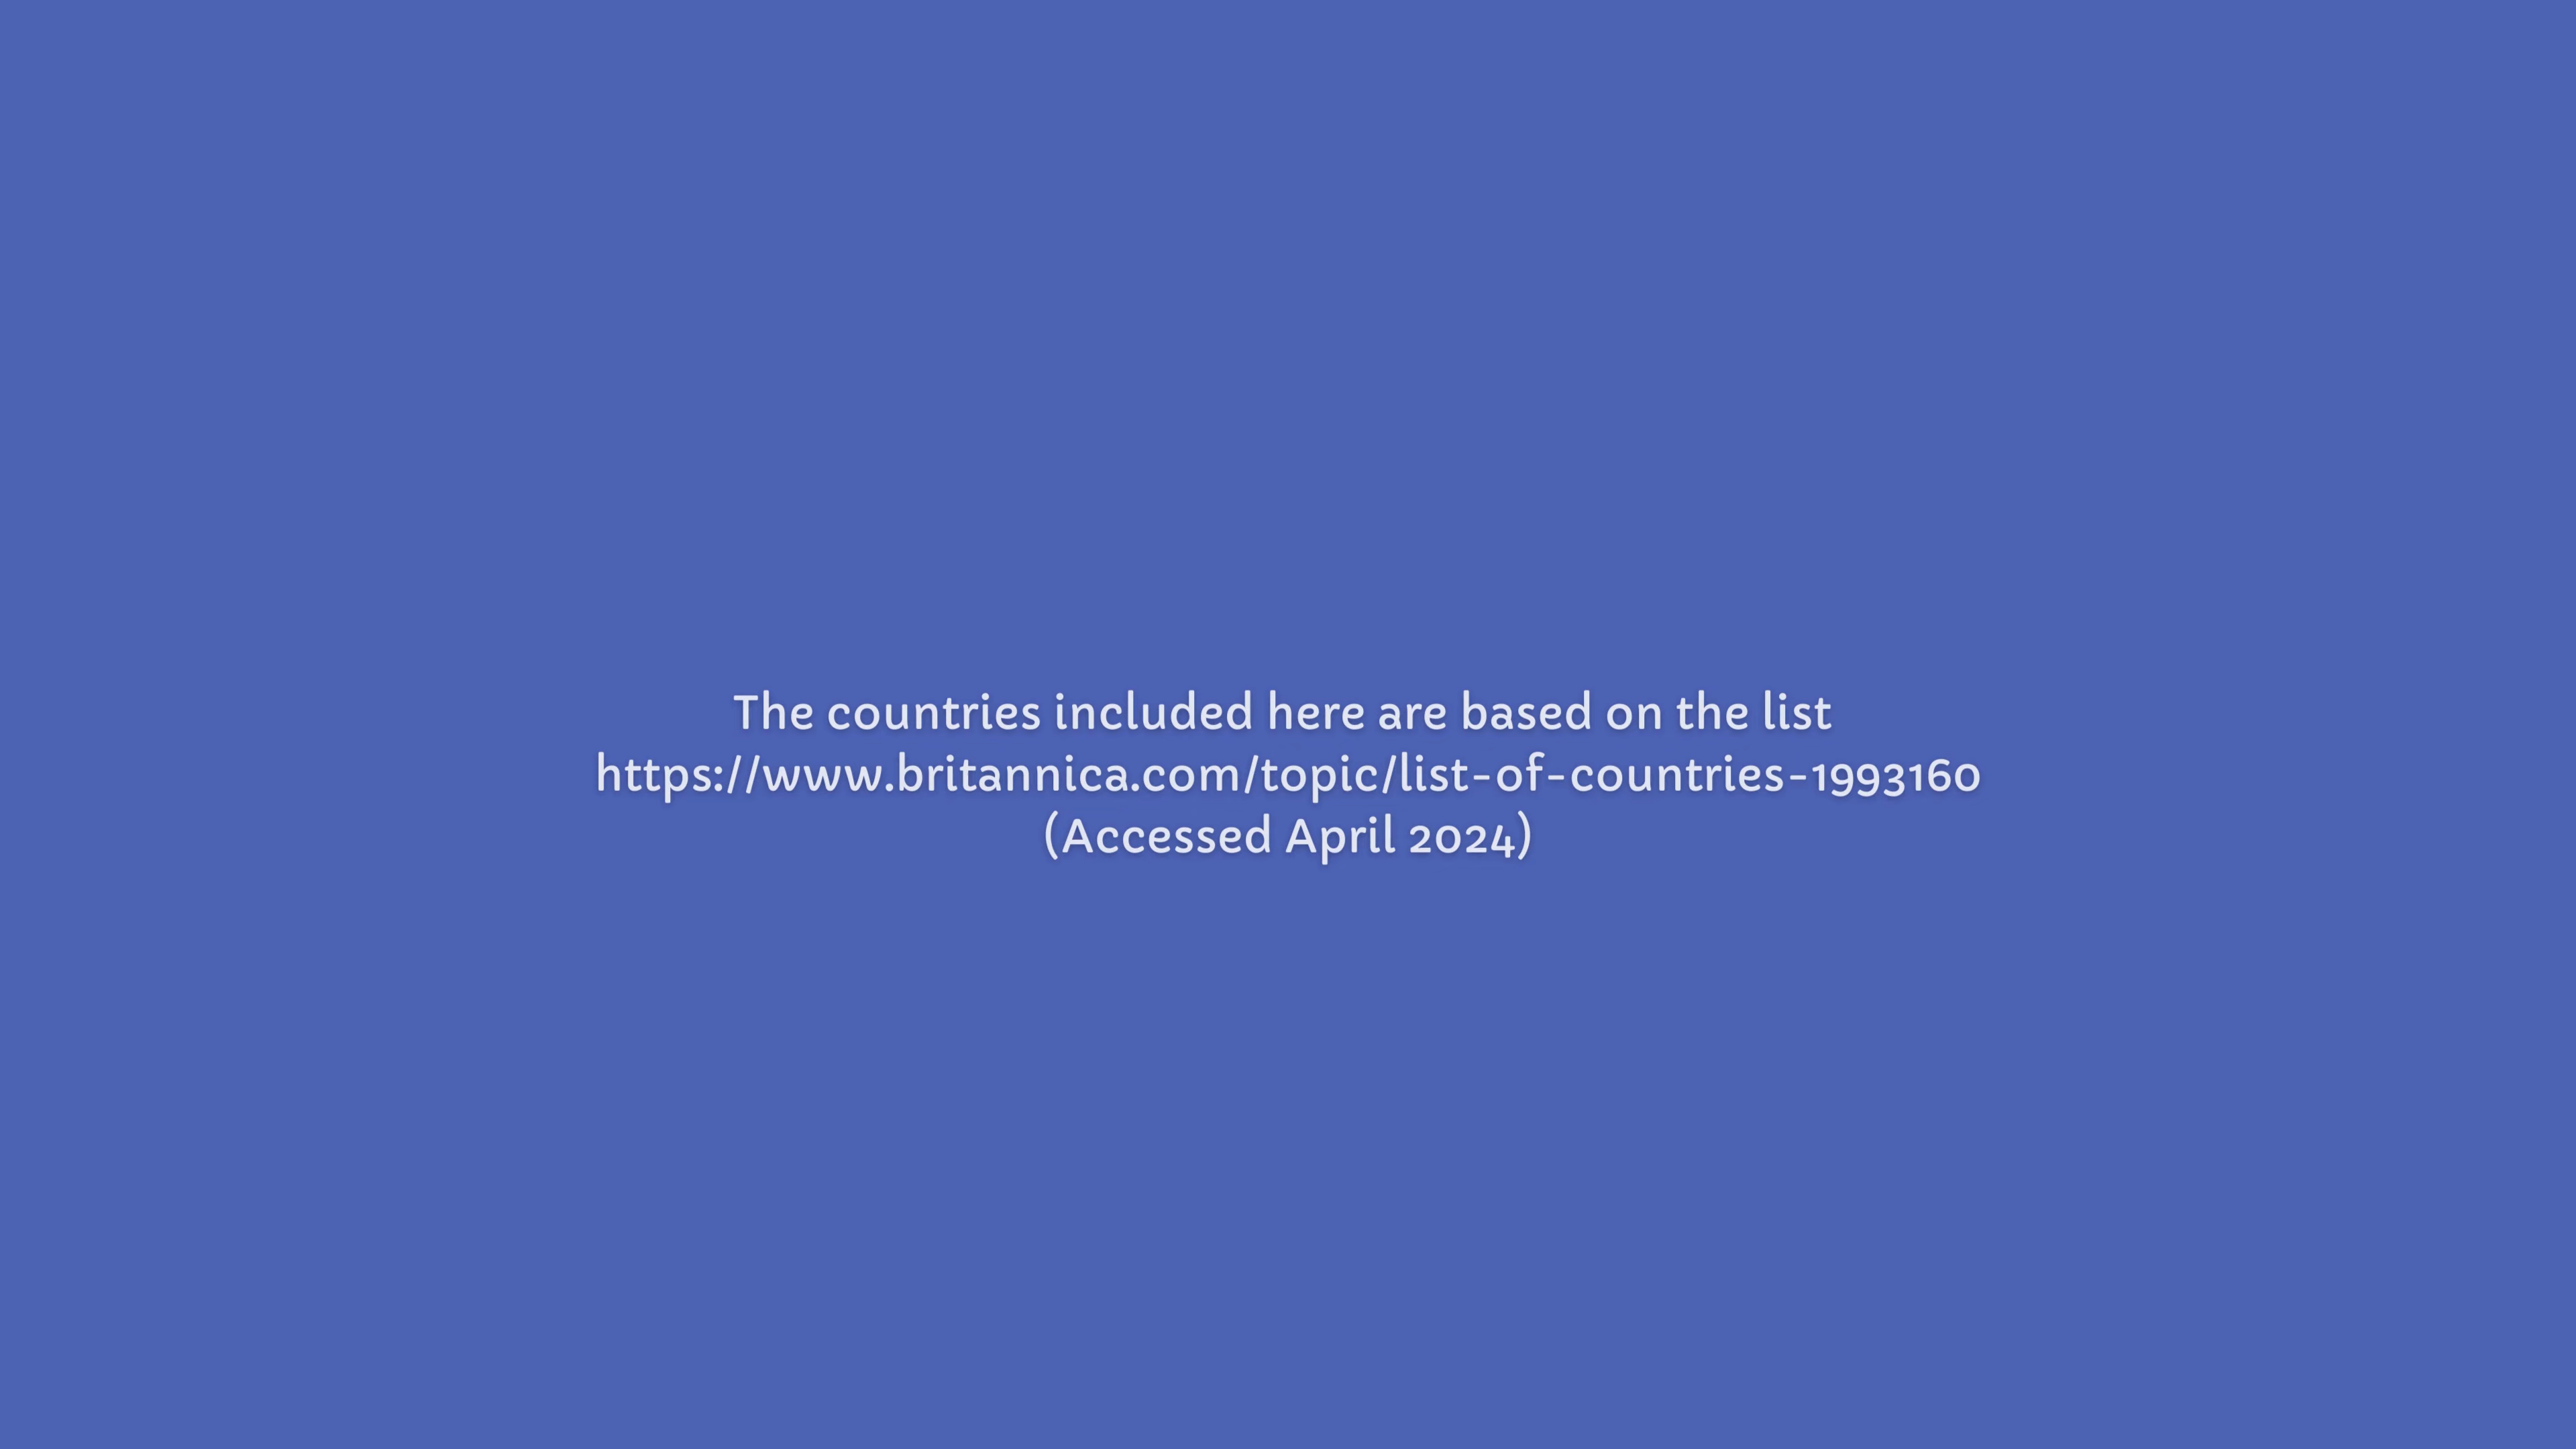 The countries included here are based on the list
https://www.britannica.com/topic/list-of-countries-1993160
(Accessed April 2024)